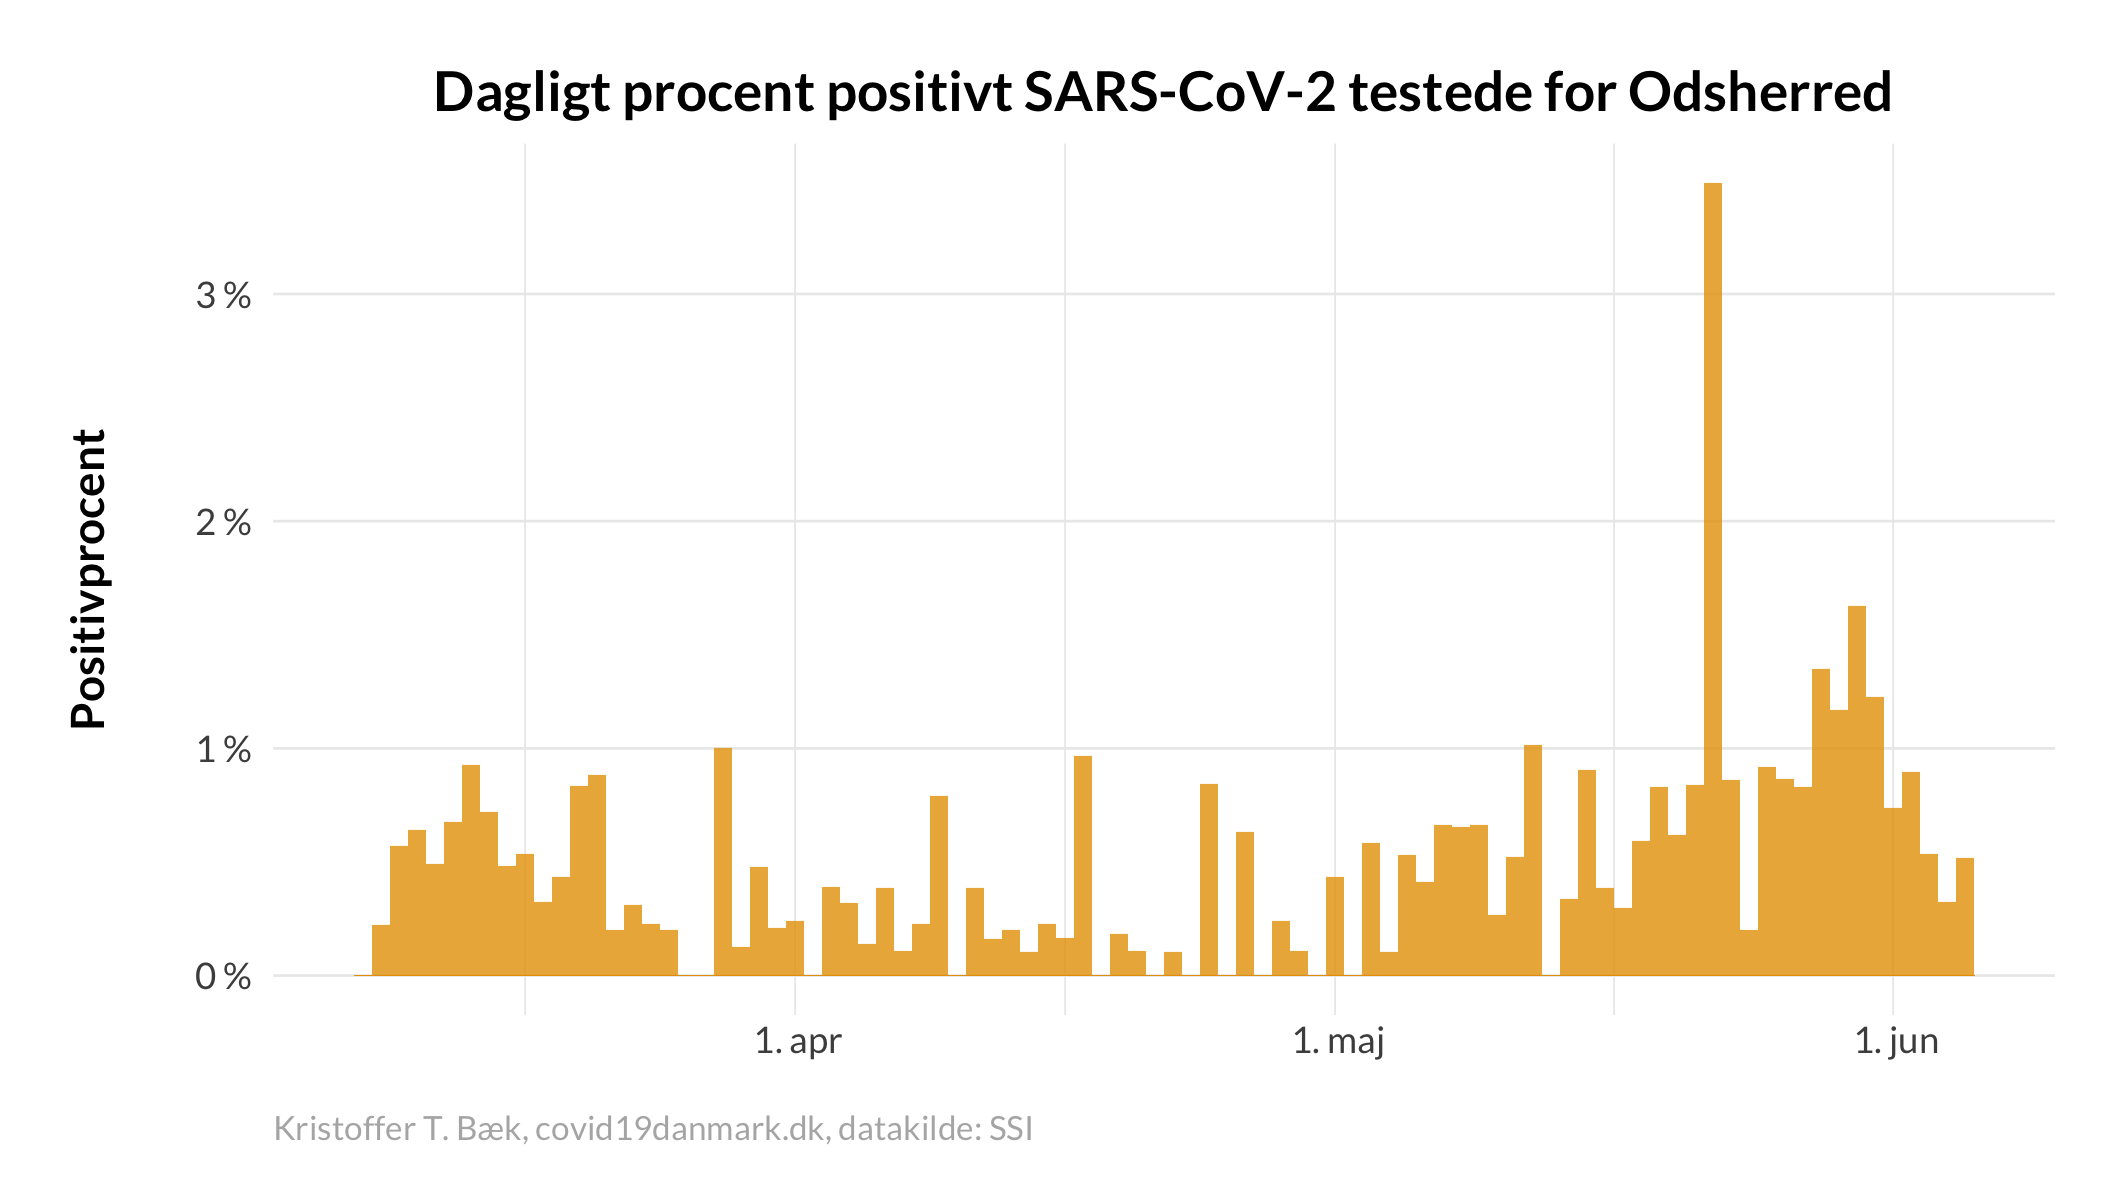 Dagligt procent positivt SARS-CoV-2 testede for Odsherred
Positivprocent
3 %
2 %
1 %
0 %
1. apr
1. maj
1. jun
Kristoffer T. Bæk, covid19danmark.dk, datakilde: SSI